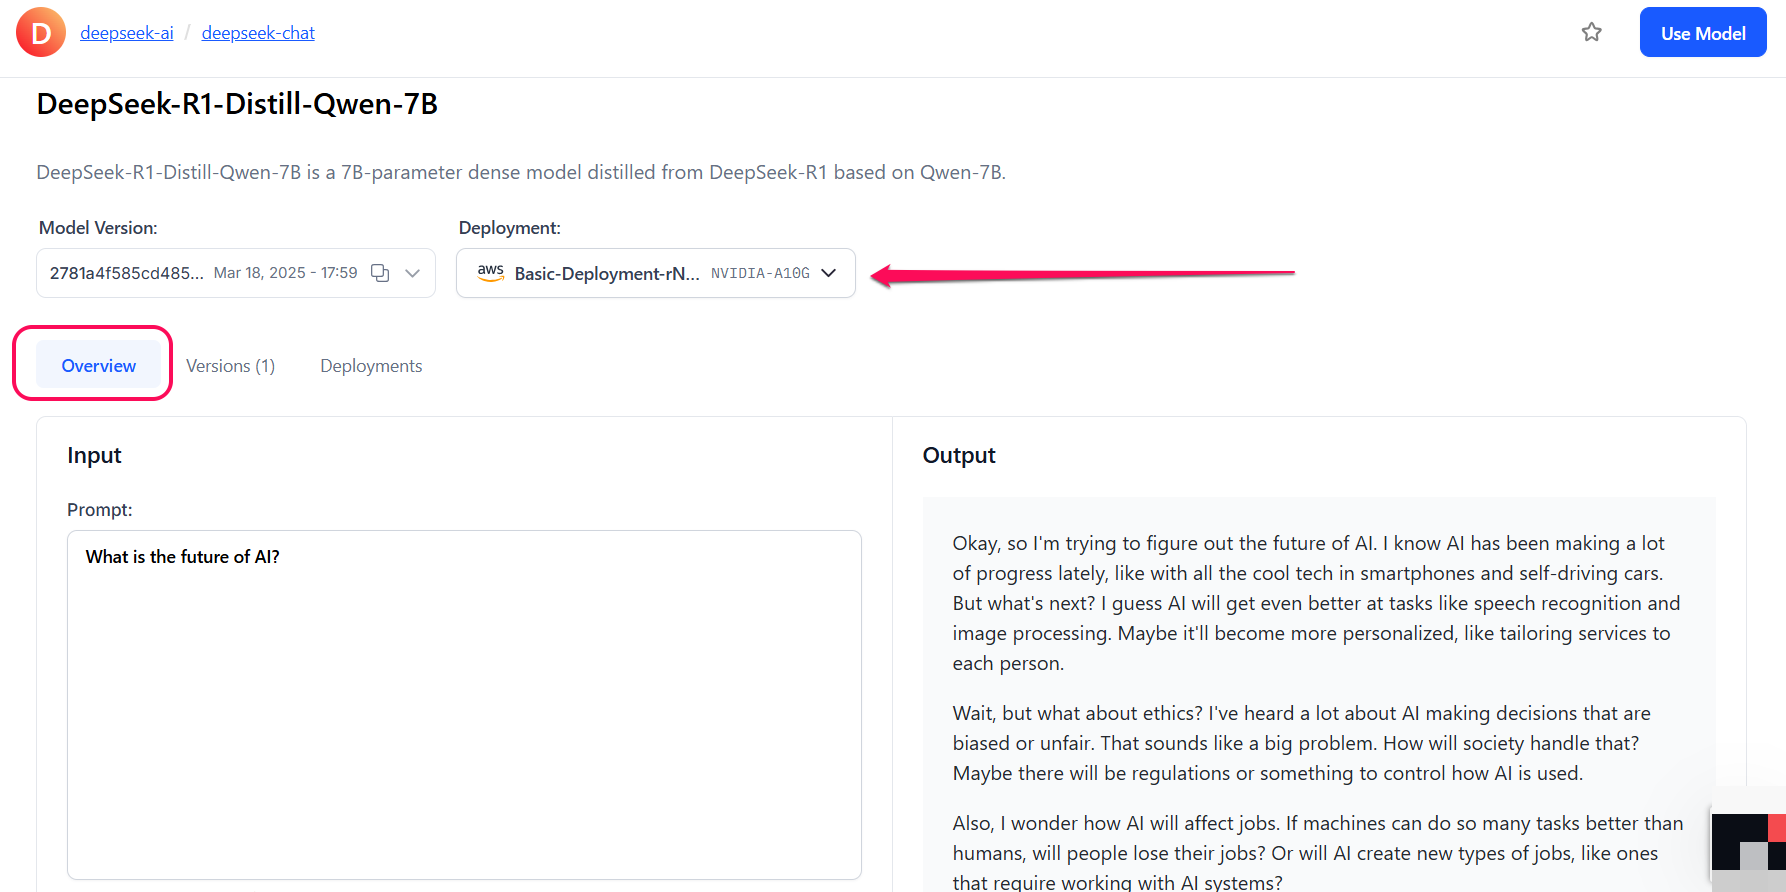 D deepseek-ai / deepseek-chat Use Model
DeepSeek-R1-Distill-Qwen-7B
DeepSeek-R1-Distill-Qwen-7B is a 7B-parameter dense model distilled from DeepSeek-R1 based on Qwen-7B.
Model Version: Deployment:
2781a4f585cd485... Mar 18, 2025 - 17:59 aws Basic-Deployment-rN... NVIDIA-A10G
Overview Versions (1) Deployments
Input
Prompt:
What is the future of AI?
Output
Okay, so I'm trying to figure out the future of AI. I know AI has been making a lot
of progress lately, like with all the cool tech in smartphones and self-driving cars.
But what's next? I guess AI will get even better at tasks like speech recognition and
image processing. Maybe it'll become more personalized, like tailoring services to
each person.
Wait, but what about ethics? I've heard a lot about AI making decisions that are
biased or unfair. That sounds like a big problem. How will society handle that?
Maybe there will be regulations or something to control how AI is used.
Also, I wonder how AI will affect jobs. If machines can do so many tasks better than
humans, will people lose their jobs? Or will AI create new types of jobs, like ones
that require working with AI systems?